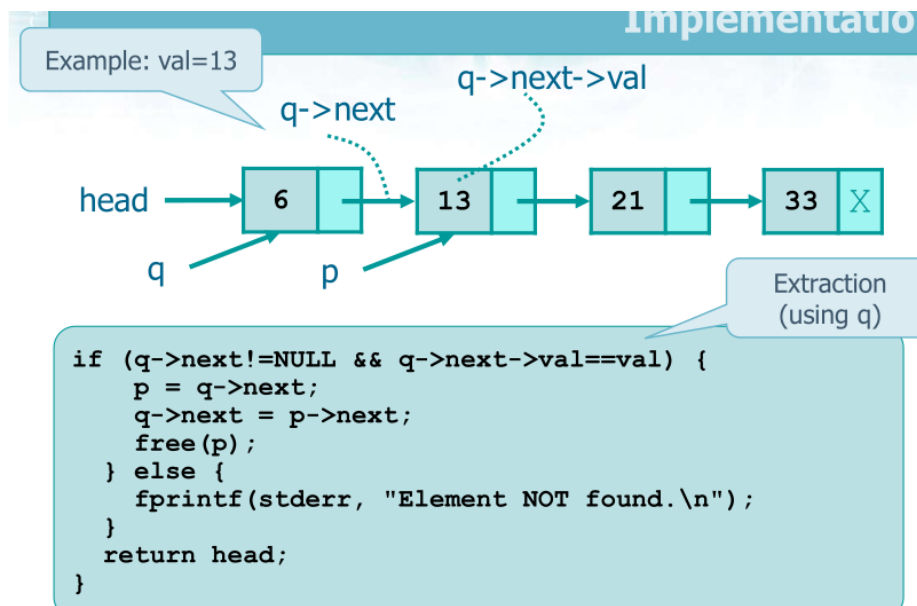 Implementatio
Example: val=13
q->next->val
q->next
head
6
13
21
33 X
q
p
Extraction
(using q)
if (q->next!=NULL && q->next->val==val) {
    p = q->next;
    q->next = p->next;
    free(p);
  } else {
    fprintf(stderr, "Element NOT found.\n");
  }
  return head;
}